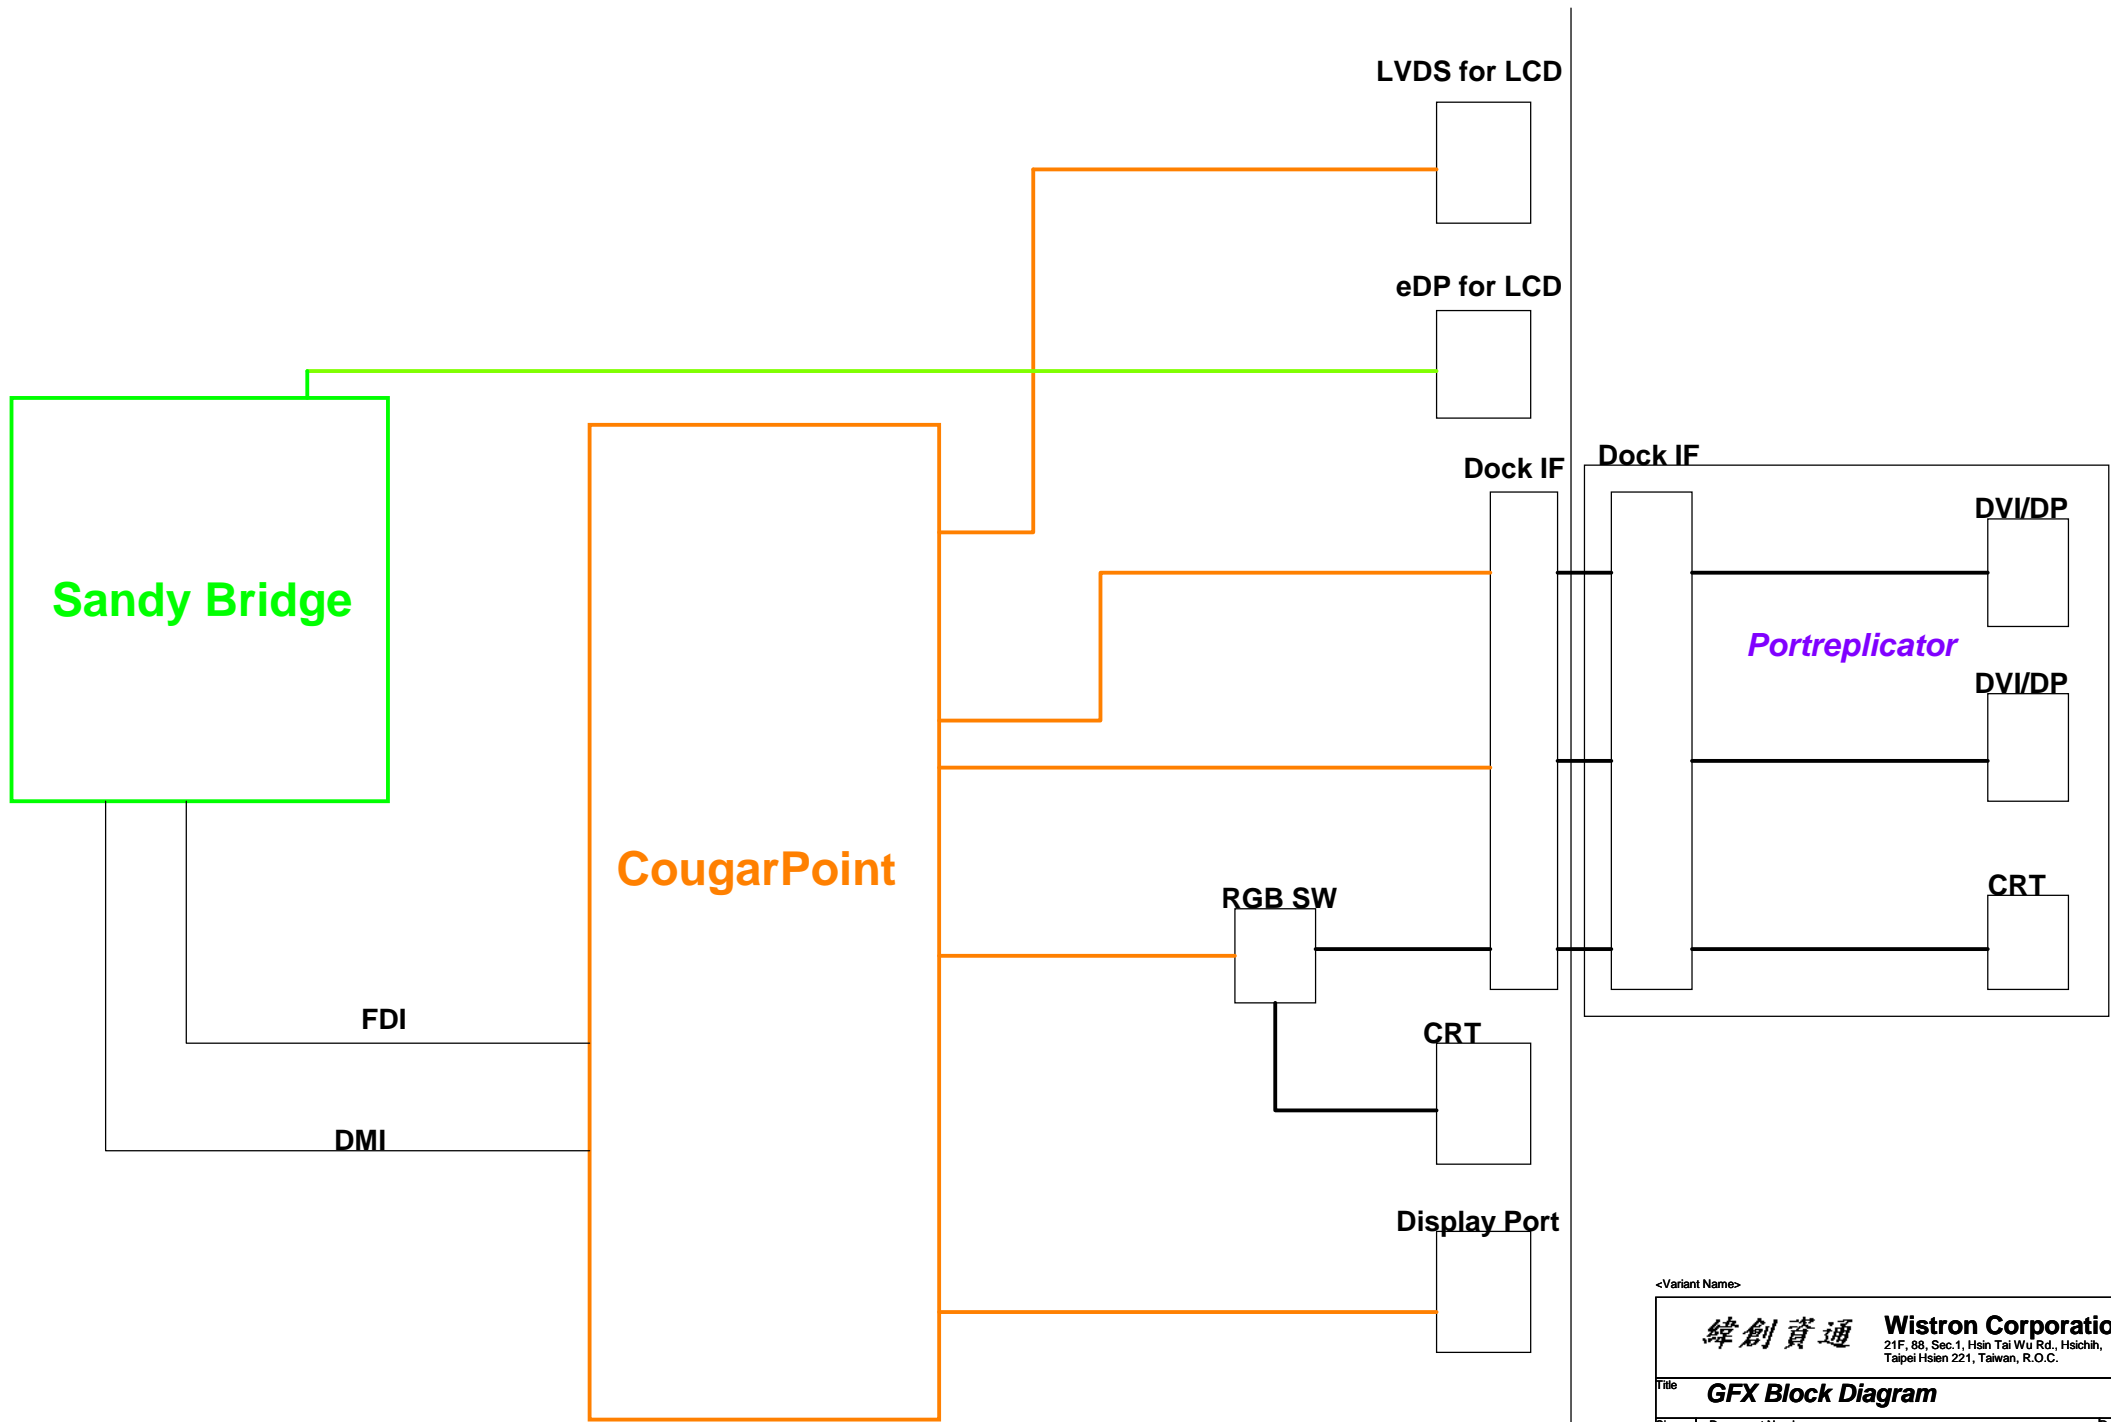 LVDS for LCD
eDP for LCD
Dock IF
Dock IF
DVI/DP
Sandy Bridge
Portreplicator
DVI/DP
CougarPoint
RGB SW
CRT
FDI
CRT
DMI
Display Port
<Variant Name>
緯創資通
Wistron Corporatio
21F, 88, Sec.1, Hsin Tai Wu Rd., Hsichih,
Taipei Hsien 221, Taiwan, R.O.C.
Title
GFX Block Diagram